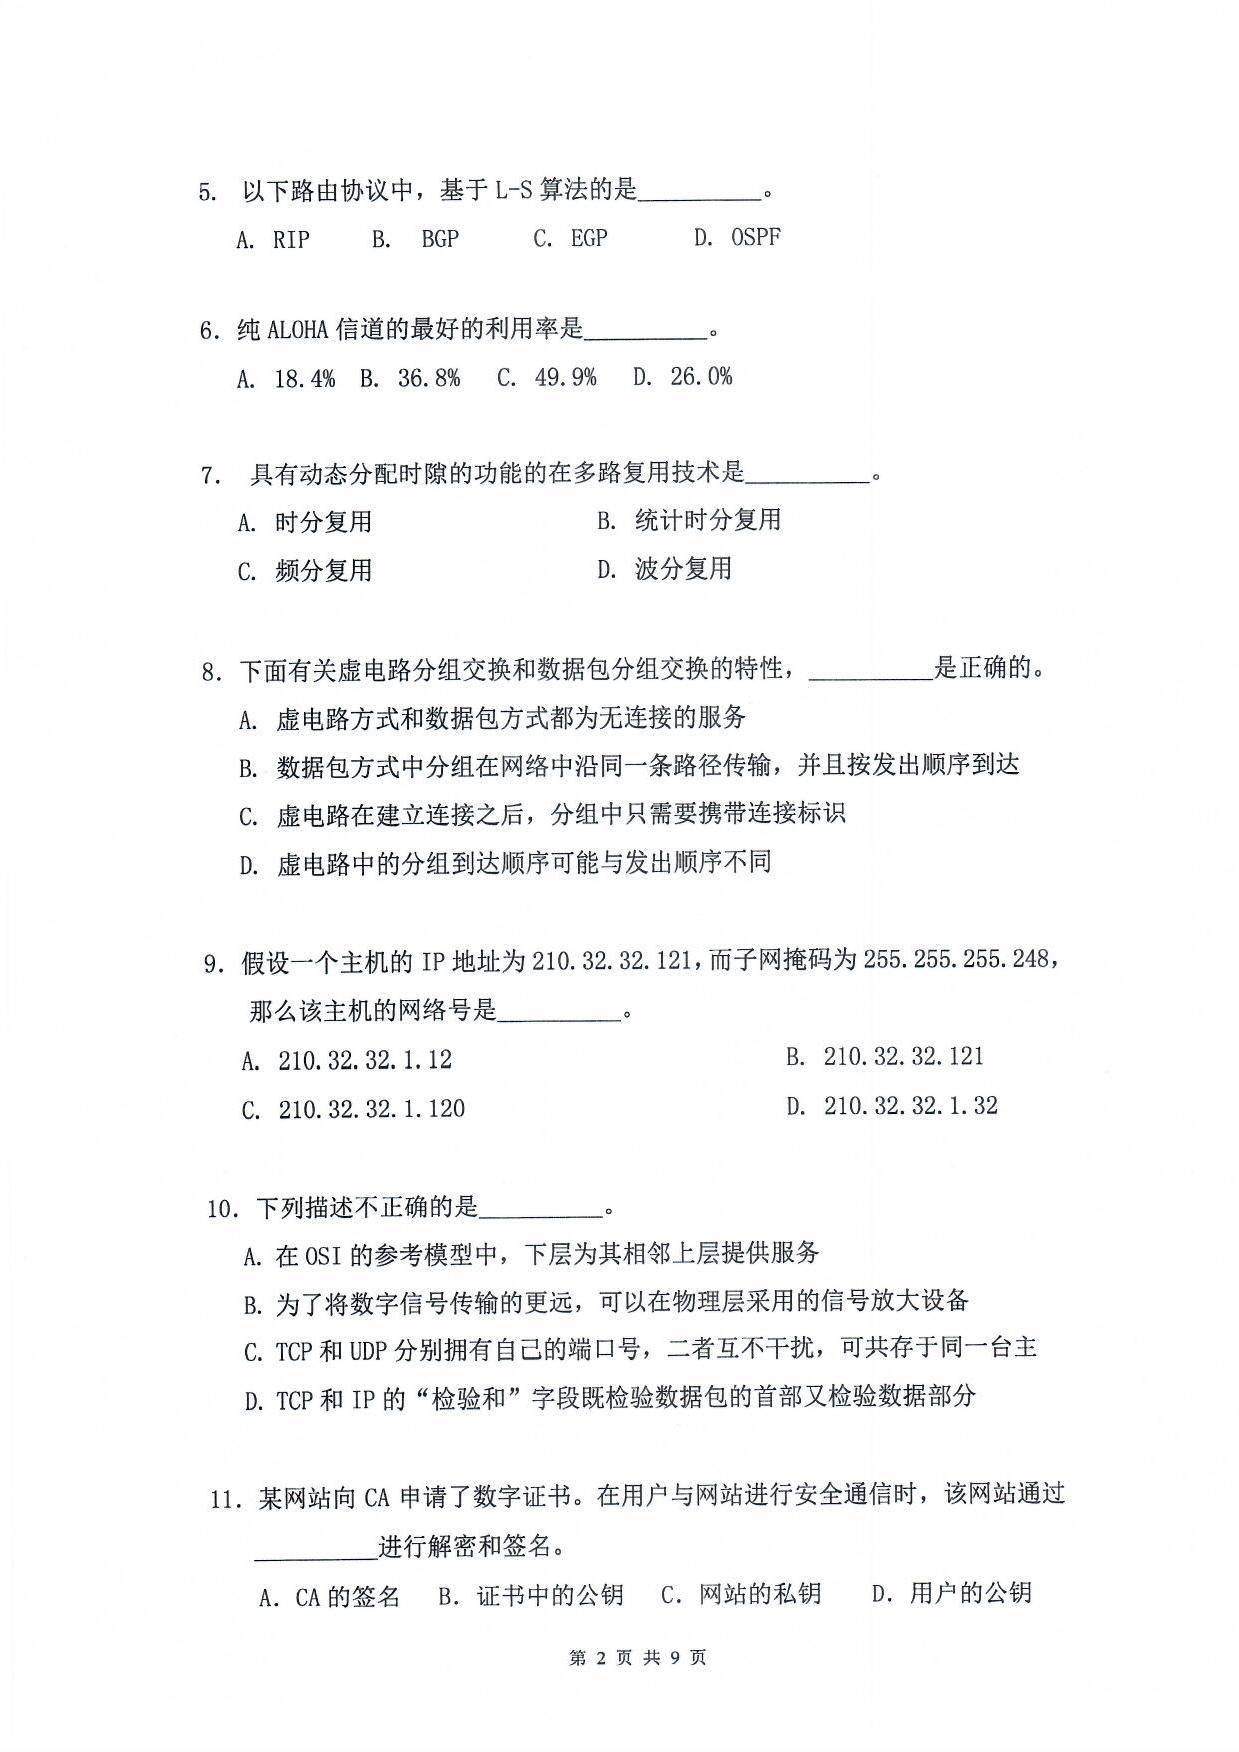 5. 以下路由协议中，基于 L-S 算法的是__________。
A. RIP B. BGP C. EGP D. OSPF
6. 纯 ALOHA 信道的最好的利用率是__________。
A. 18.4% B. 36.8% C. 49.9% D. 26.0%
7. 具有动态分配时隙的功能的在多路复用技术是__________。
A. 时分复用 B. 统计时分复用
C. 频分复用 D. 波分复用
8. 下面有关虚电路分组交换和数据包分组交换的特性，__________是正确的。
A. 虚电路方式和数据包方式都为无连接的服务
B. 数据包方式中分组在网络中沿同一条路径传输，并且按发出顺序到达
C. 虚电路在建立连接之后，分组中只需要携带连接标识
D. 虚电路中的分组到达顺序可能与发出顺序不同
9. 假设一个主机的 IP 地址为 210.32.32.121，而子网掩码为 255.255.255.248，
那么该主机的网络号是__________。
A. 210.32.32.1.12 B. 210.32.32.121
C. 210.32.32.1.120 D. 210.32.32.1.32
10. 下列描述不正确的是__________。
A. 在 OSI 的参考模型中，下层为其相邻上层提供服务
B. 为了将数字信号传输的更远，可以在物理层采用的信号放大设备
C. TCP 和 UDP 分别拥有自己的端口号，二者互不干扰，可共存于同一台主
D. TCP 和 IP 的“检验和”字段既检验数据包的首部又检验数据部分
11. 某网站向 CA 申请了数字证书。在用户与网站进行安全通信时，该网站通过
__________进行解密和签名。
A. CA 的签名 B. 证书中的公钥 C. 网站的私钥 D. 用户的公钥
第 2 页 共 9 页